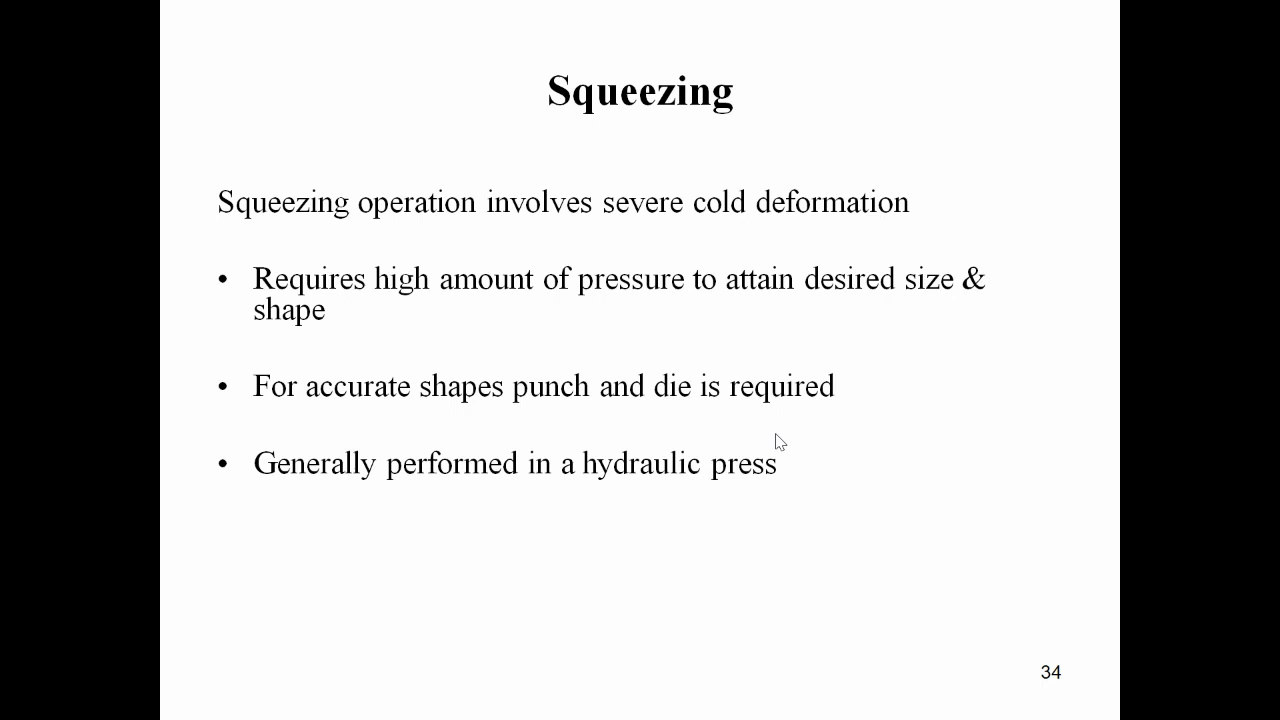 Squeezing
Squeezing operation involves severe cold deformation
• Requires high amount of pressure to attain desired size &
shape
• For accurate shapes punch and die is required
• Generally performed in a hydraulic press
34